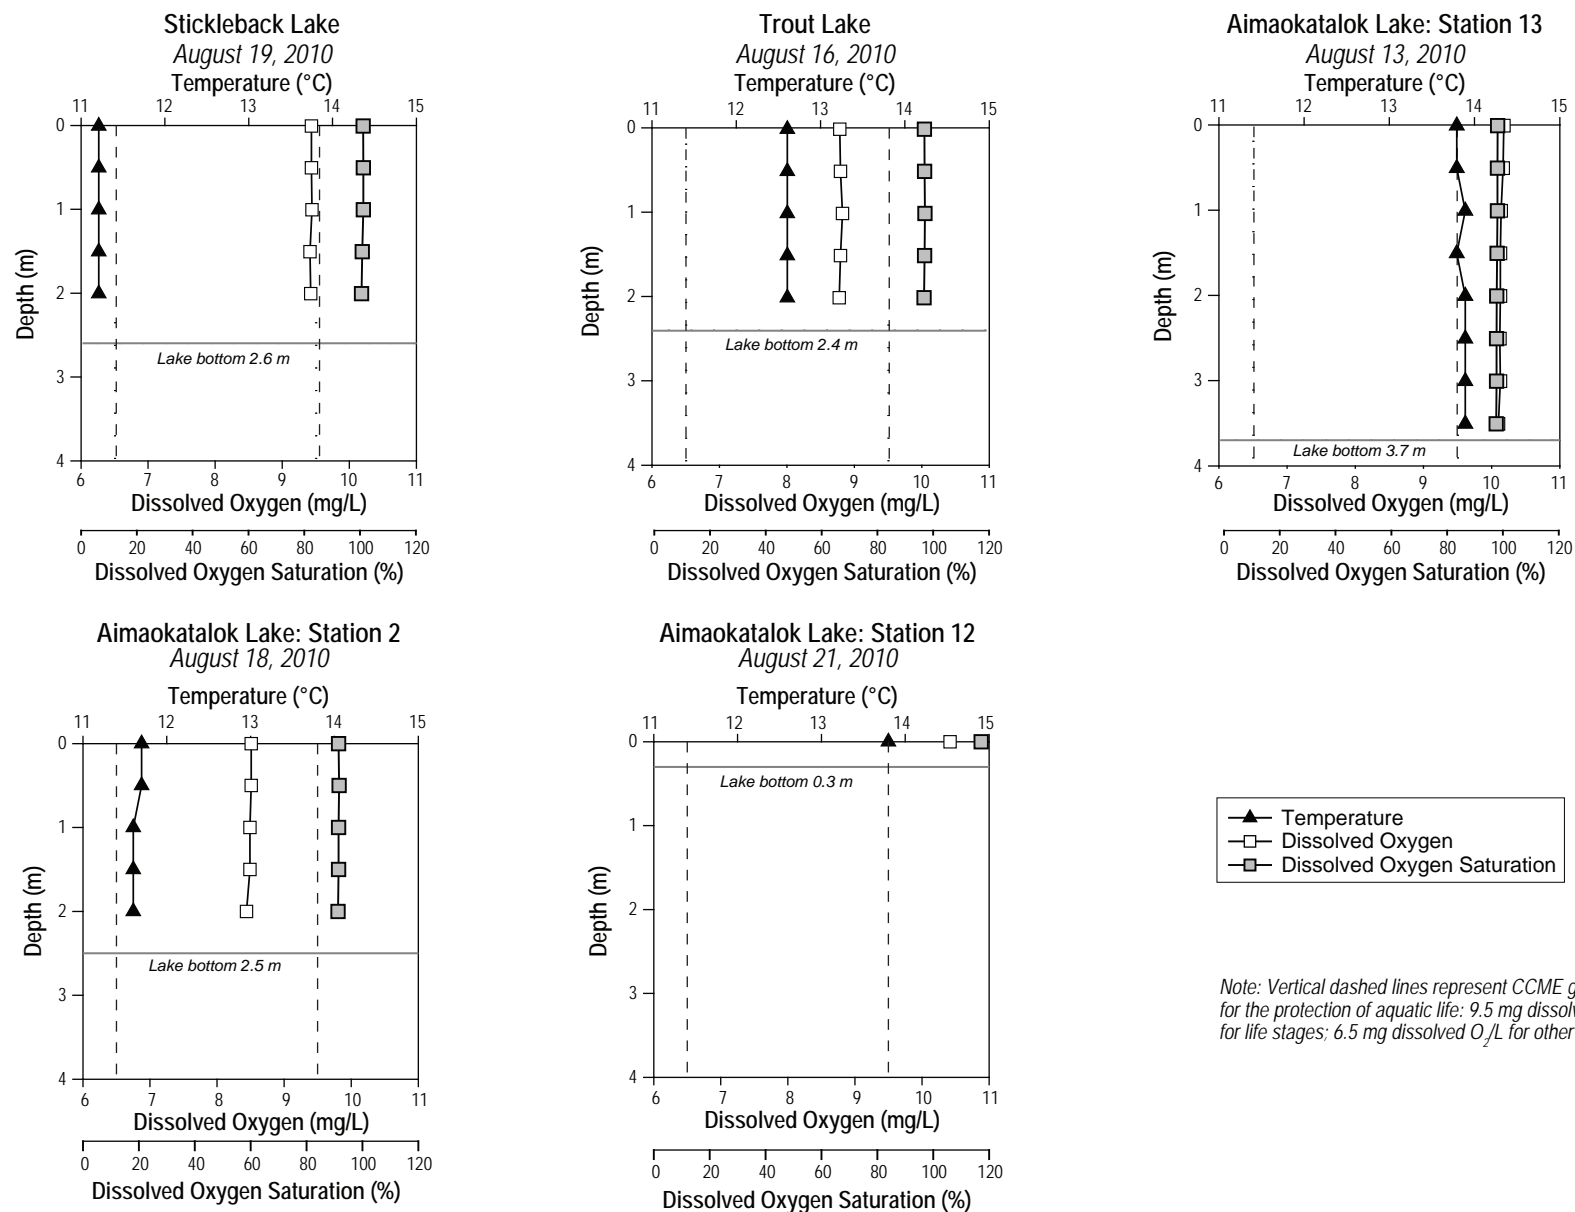 Stickleback Lake
August 19, 2010
Temperature (°C)
11 12 13 14 15
0
1
2
3
4
Depth (m)
Lake bottom 2.6 m
6 7 8 9 10 11
Dissolved Oxygen (mg/L)
0 20 40 60 80 100 120
Dissolved Oxygen Saturation (%)
Trout Lake
August 16, 2010
Temperature (°C)
11 12 13 14 15
0
1
2
3
4
Depth (m)
Lake bottom 2.4 m
6 7 8 9 10 11
Dissolved Oxygen (mg/L)
0 20 40 60 80 100 120
Dissolved Oxygen Saturation (%)
Aimaokatalok Lake: Station 13
August 13, 2010
Temperature (°C)
11 12 13 14 15
0
1
2
3
4
Depth (m)
Lake bottom 3.7 m
6 7 8 9 10 11
Dissolved Oxygen (mg/L)
0 20 40 60 80 100 120
Dissolved Oxygen Saturation (%)
Aimaokatalok Lake: Station 2
August 18, 2010
Temperature (°C)
11 12 13 14 15
0
1
2
3
4
Depth (m)
Lake bottom 2.5 m
6 7 8 9 10 11
Dissolved Oxygen (mg/L)
0 20 40 60 80 100 120
Dissolved Oxygen Saturation (%)
Aimaokatalok Lake: Station 12
August 21, 2010
Temperature (°C)
11 12 13 14 15
0
1
2
3
4
Depth (m)
Lake bottom 0.3 m
6 7 8 9 10 11
Dissolved Oxygen (mg/L)
0 20 40 60 80 100 120
Dissolved Oxygen Saturation (%)
Temperature
Dissolved Oxygen
Dissolved Oxygen Saturation
Note: Vertical dashed lines represent CCME
for the protection of aquatic life: 9.5 mg
for life stages; 6.5 mg dissolved O2/L for other